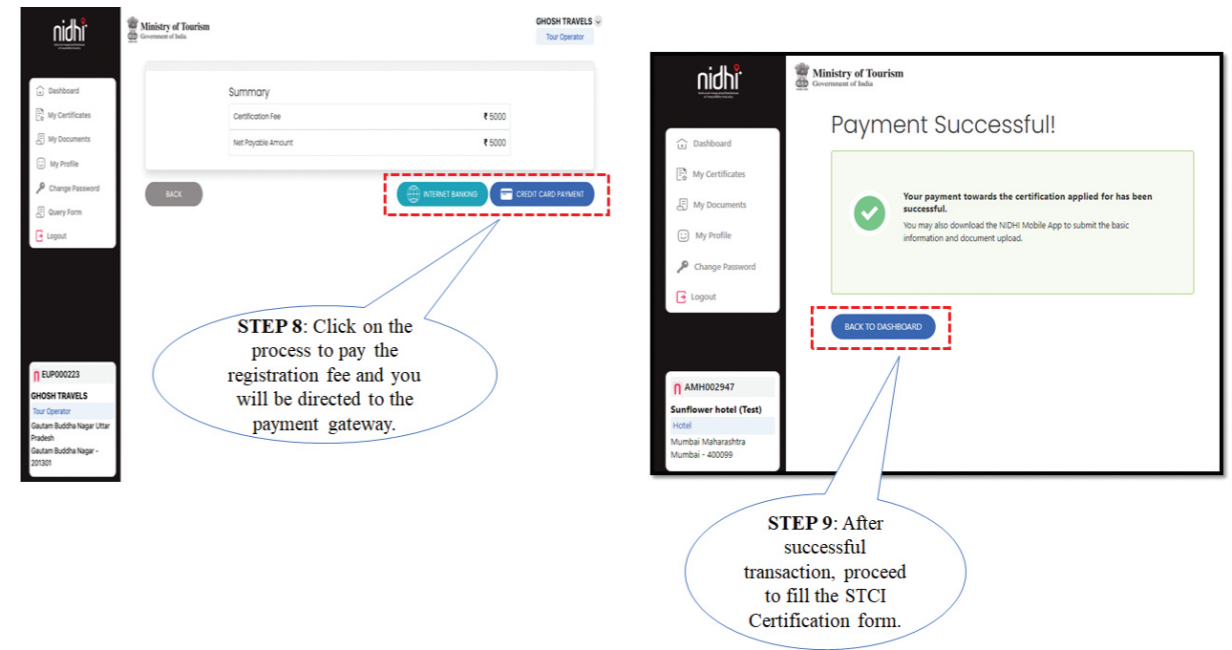 nidhi
Ministry of Tourism
Government of India
GHOSH TRAVELS
Tour Operator
Dashboard
My Certificates
My Documents
My Profile
Change Password
Query Form
Logout
Summary
Certification Fee ₹ 5000
Net Payable Amount ₹ 5000
BACK
INTERNET BANKING
CREDIT CARD PAYMENT
STEP 8: Click on the
process to pay the
registration fee and you
will be directed to the
payment gateway.
EUP000223
GHOSH TRAVELS
Tour Operator
Gautam Buddha Nagar Uttar
Pradesh
Gautam Buddha Nagar -
201301
nidhi
Ministry of Tourism
Government of India
Dashboard
My Certificates
My Documents
My Profile
Change Password
Logout
Payment Successful!
Your payment towards the certification applied for has been
successful.
You may also download the NIDHI Mobile App to submit the basic
information and document upload.
BACK TO DASHBOARD
AMH002947
Sunflower hotel (Test)
Hotel
Mumbai Maharashtra
Mumbai - 400099
STEP 9: After
successful
transaction, proceed
to fill the STCI
Certification form.